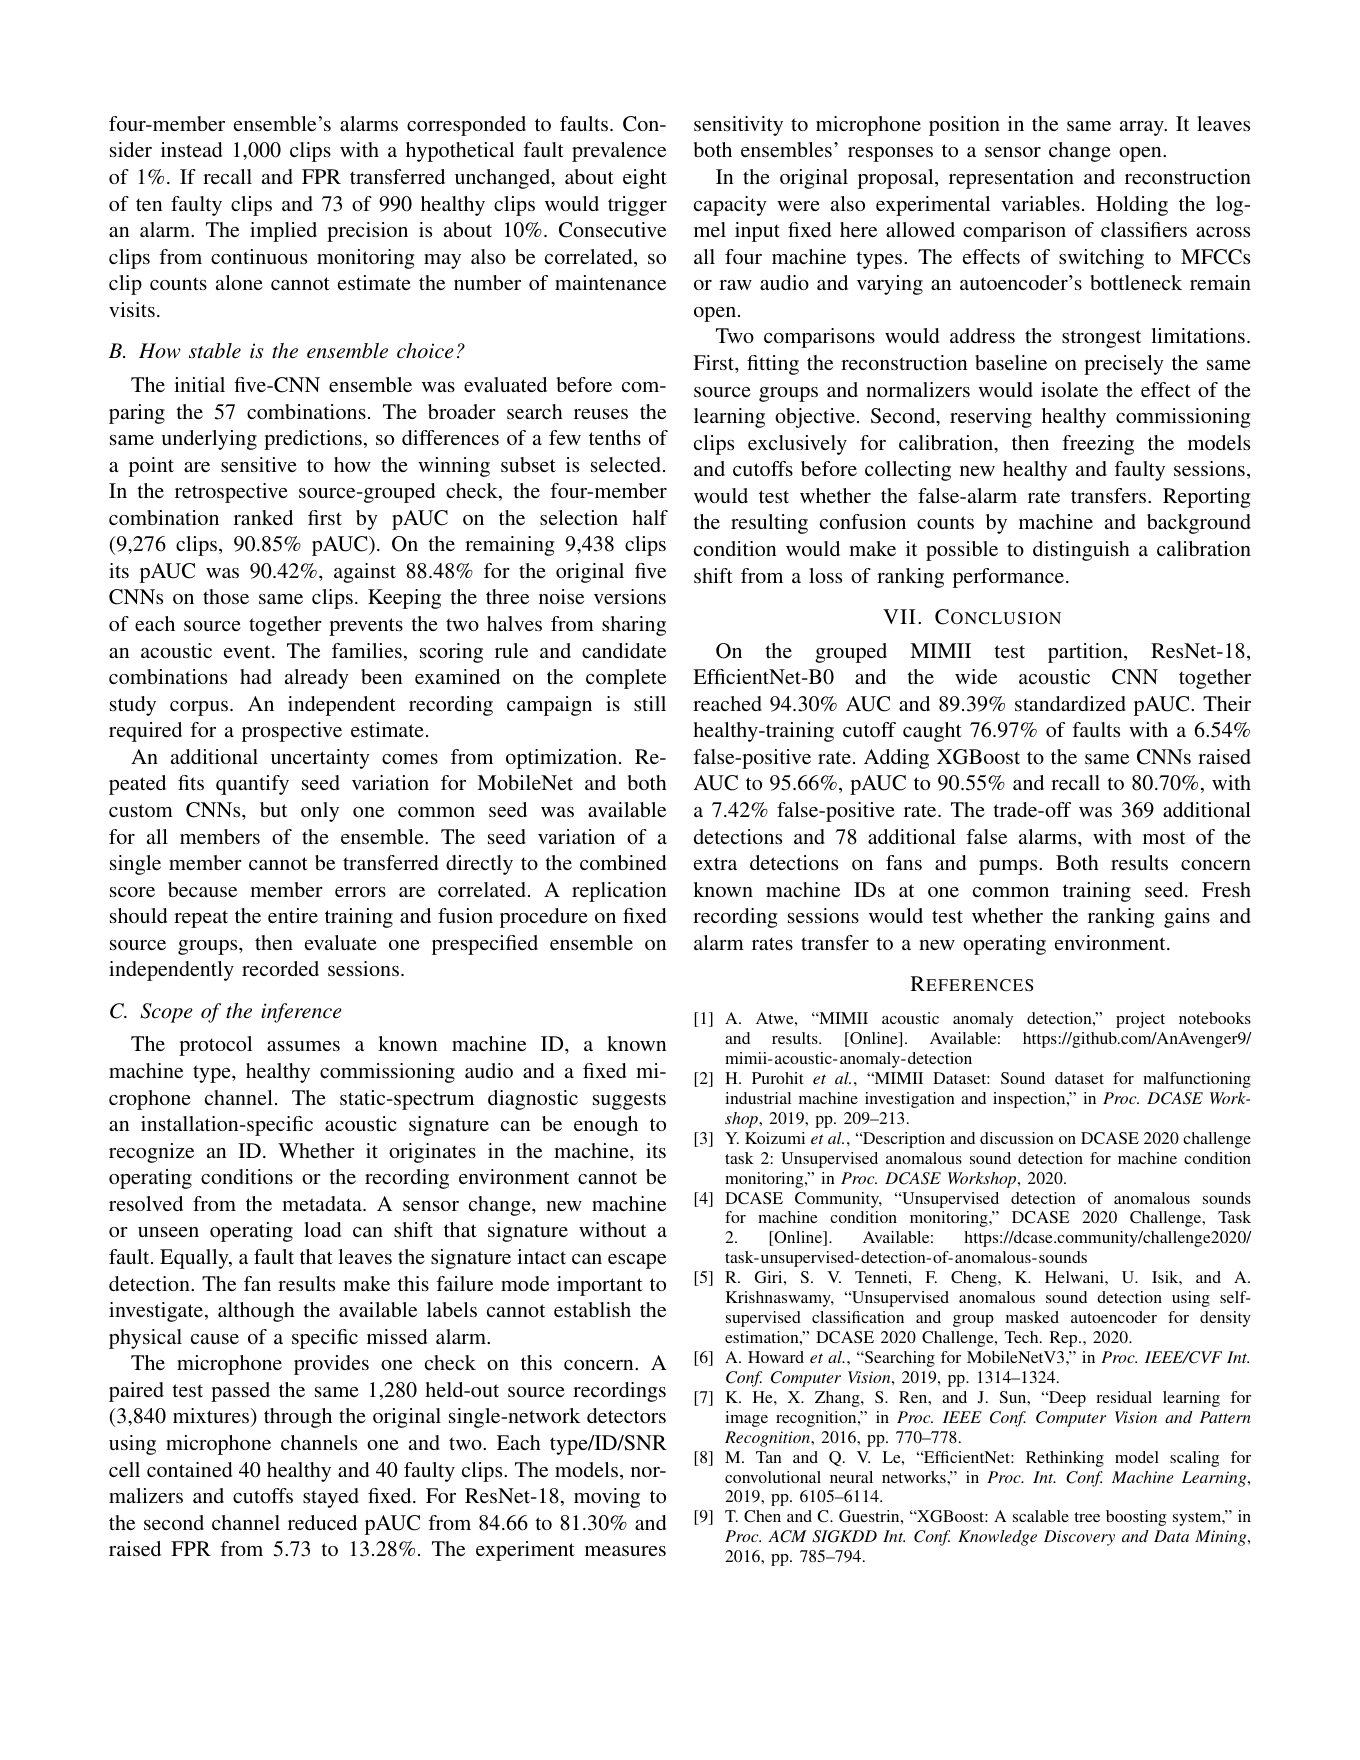 four-member ensemble’s alarms corresponded to faults. Con-
sider instead 1,000 clips with a hypothetical fault prevalence
of 1%. If recall and FPR transferred unchanged, about eight
of ten faulty clips and 73 of 990 healthy clips would trigger
an alarm. The implied precision is about 10%. Consecutive
clips from continuous monitoring may also be correlated, so
clip counts alone cannot estimate the number of maintenance
visits.
B. How stable is the ensemble choice?
The initial five-CNN ensemble was evaluated before com-
paring the 57 combinations. The broader search reuses the
same underlying predictions, so differences of a few tenths of
a point are sensitive to how the winning subset is selected.
In the retrospective source-grouped check, the four-member
combination ranked first by pAUC on the selection half
(9,276 clips, 90.85% pAUC). On the remaining 9,438 clips
its pAUC was 90.42%, against 88.48% for the original five
CNNs on those same clips. Keeping the three noise versions
of each source together prevents the two halves from sharing
an acoustic event. The families, scoring rule and candidate
combinations had already been examined on the complete
study corpus. An independent recording campaign is still
required for a prospective estimate.
An additional uncertainty comes from optimization. Re-
peated fits quantify seed variation for MobileNet and both
custom CNNs, but only one common seed was available
for all members of the ensemble. The seed variation of a
single member cannot be transferred directly to the combined
score because member errors are correlated. A replication
should repeat the entire training and fusion procedure on fixed
source groups, then evaluate one prespecified ensemble on
independently recorded sessions.
C. Scope of the inference
The protocol assumes a known machine ID, a known
machine type, healthy commissioning audio and a fixed mi-
crophone channel. The static-spectrum diagnostic suggests
an installation-specific acoustic signature can be enough to
recognize an ID. Whether it originates in the machine, its
operating conditions or the recording environment cannot be
resolved from the metadata. A sensor change, new machine
or unseen operating load can shift that signature without a
fault. Equally, a fault that leaves the signature intact can escape
detection. The fan results make this failure mode important to
investigate, although the available labels cannot establish the
physical cause of a specific missed alarm.
The microphone provides one check on this concern. A
paired test passed the same 1,280 held-out source recordings
(3,840 mixtures) through the original single-network detectors
using microphone channels one and two. Each type/ID/SNR
cell contained 40 healthy and 40 faulty clips. The models, nor-
malizers and cutoffs stayed fixed. For ResNet-18, moving to
the second channel reduced pAUC from 84.66 to 81.30% and
raised FPR from 5.73 to 13.28%. The experiment measures
sensitivity to microphone position in the same array. It leaves
both ensembles’ responses to a sensor change open.
In the original proposal, representation and reconstruction
capacity were also experimental variables. Holding the log-
mel input fixed here allowed comparison of classifiers across
all four machine types. The effects of switching to MFCCs
or raw audio and varying an autoencoder’s bottleneck remain
open.
Two comparisons would address the strongest limitations.
First, fitting the reconstruction baseline on precisely the same
source groups and normalizers would isolate the effect of the
learning objective. Second, reserving healthy commissioning
clips exclusively for calibration, then freezing the models
and cutoffs before collecting new healthy and faulty sessions,
would test whether the false-alarm rate transfers. Reporting
the resulting confusion counts by machine and background
condition would make it possible to distinguish a calibration
shift from a loss of ranking performance.
VII. CONCLUSION
On the grouped MIMII test partition, ResNet-18,
EfficientNet-B0 and the wide acoustic CNN together
reached 94.30% AUC and 89.39% standardized pAUC. Their
healthy-training cutoff caught 76.97% of faults with a 6.54%
false-positive rate. Adding XGBoost to the same CNNs raised
AUC to 95.66%, pAUC to 90.55% and recall to 80.70%, with
a 7.42% false-positive rate. The trade-off was 369 additional
detections and 78 additional false alarms, with most of the
extra detections on fans and pumps. Both results concern
known machine IDs at one common training seed. Fresh
recording sessions would test whether the ranking gains and
alarm rates transfer to a new operating environment.
REFERENCES
[1] A. Atwe, “MIMII acoustic anomaly detection,” project notebooks
and results. [Online]. Available: https://github.com/AnAvenger9/
mimii-acoustic-anomaly-detection
[2] H. Purohit et al., “MIMII Dataset: Sound dataset for malfunctioning
industrial machine investigation and inspection,” in Proc. DCASE Work-
shop, 2019, pp. 209–213.
[3] Y. Koizumi et al., “Description and discussion on DCASE 2020 challenge
task 2: Unsupervised anomalous sound detection for machine condition
monitoring,” in Proc. DCASE Workshop, 2020.
[4] DCASE Community, “Unsupervised detection of anomalous sounds
for machine condition monitoring,” DCASE 2020 Challenge, Task
2. [Online]. Available: https://dcase.community/challenge2020/
task-unsupervised-detection-of-anomalous-sounds
[5] R. Giri, S. V. Tenneti, F. Cheng, K. Helwani, U. Isik, and A.
Krishnaswamy, “Unsupervised anomalous sound detection using self-
supervised classification and group masked autoencoder for density
estimation,” DCASE 2020 Challenge, Tech. Rep., 2020.
[6] A. Howard et al., “Searching for MobileNetV3,” in Proc. IEEE/CVF Int.
Conf. Computer Vision, 2019, pp. 1314–1324.
[7] K. He, X. Zhang, S. Ren, and J. Sun, “Deep residual learning for
image recognition,” in Proc. IEEE Conf. Computer Vision and Pattern
Recognition, 2016, pp. 770–778.
[8] M. Tan and Q. V. Le, “EfficientNet: Rethinking model scaling for
convolutional neural networks,” in Proc. Int. Conf. Machine Learning,
2019, pp. 6105–6114.
[9] T. Chen and C. Guestrin, “XGBoost: A scalable tree boosting system,” in
Proc. ACM SIGKDD Int. Conf. Knowledge Discovery and Data Mining,
2016, pp. 785–794.